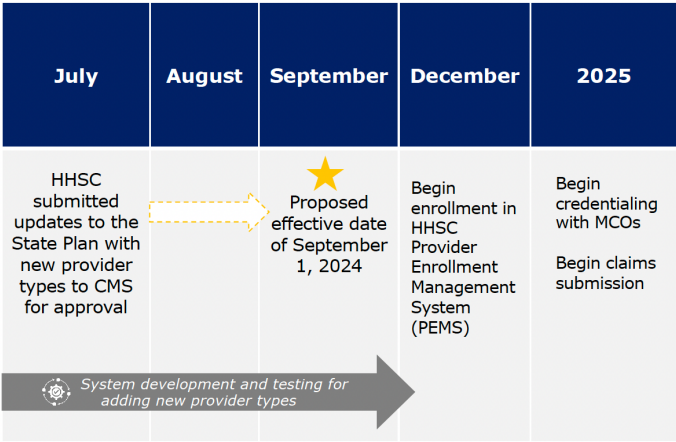 July
August
September
December
2025
HHSC
submitted
updates to the
State Plan with
new provider
types to CMS
for approval
Proposed
effective date
of September
1, 2024
Begin
enrollment in
HHSC
Provider
Enrollment
Management
System
(PEMS)
Begin
credentialing
with MCOs
Begin claims
submission
System development and testing for
adding new provider types